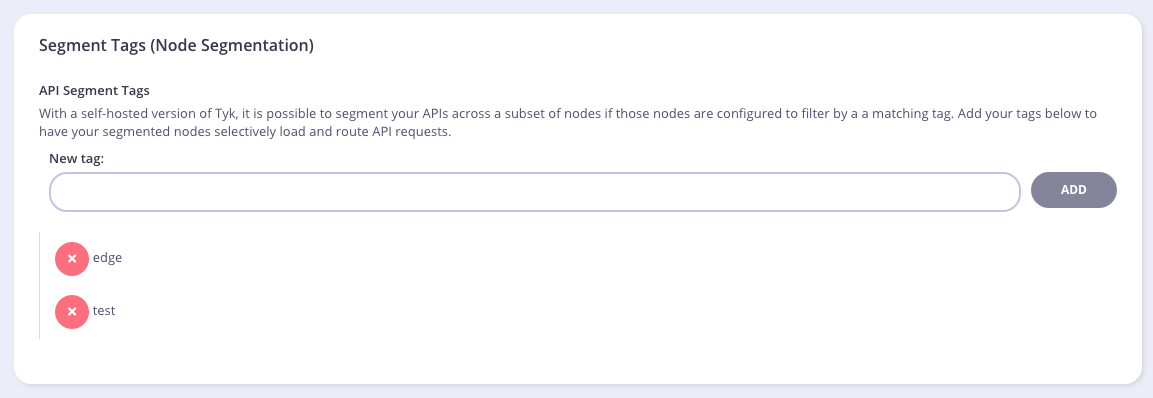 Segment Tags (Node Segmentation)
API Segment Tags
With a self-hosted version of Tyk, it is possible to segment your APIs across a subset of nodes if those nodes are configured to filter by a a matching tag. Add your tags below to
have your segmented nodes selectively load and route API requests.
New tag:
ADD
edge
test